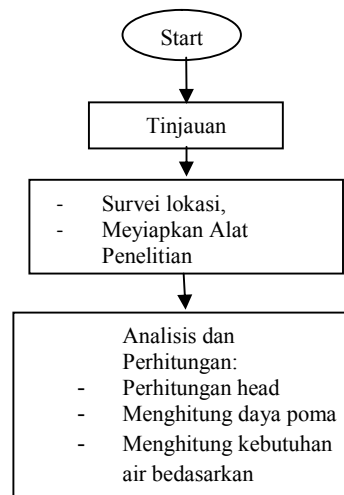 Start
Tinjauan
- Survei lokasi,
- Meyiapkan Alat
Penelitian
Analisis dan
Perhitungan:
- Perhitungan head
- Menghitung daya poma
- Menghitung kebutuhan
air bedasarkan